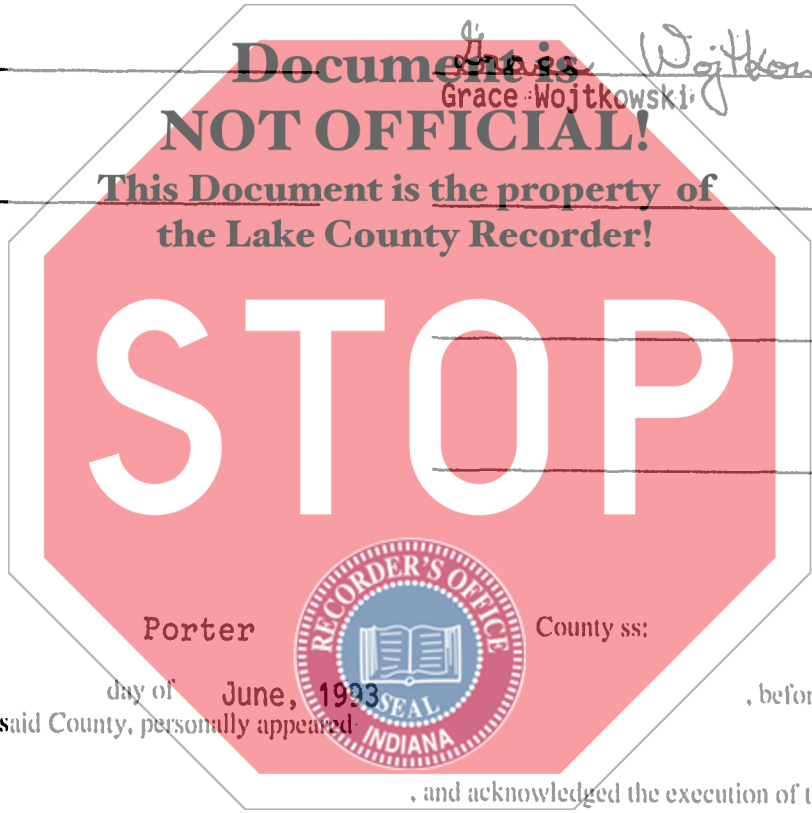 Document is
Grace Wojtkowski
Grace Wojtkowski
NOT OFFICIAL!
This Document is the property of
the Lake County Recorder!
STOP
RECORDER'S OFFICE
SEAL
INDIANA
Porter County ss:
day of June, 1993 , befor
said County, personally appeared
, and acknowledged the execution of t